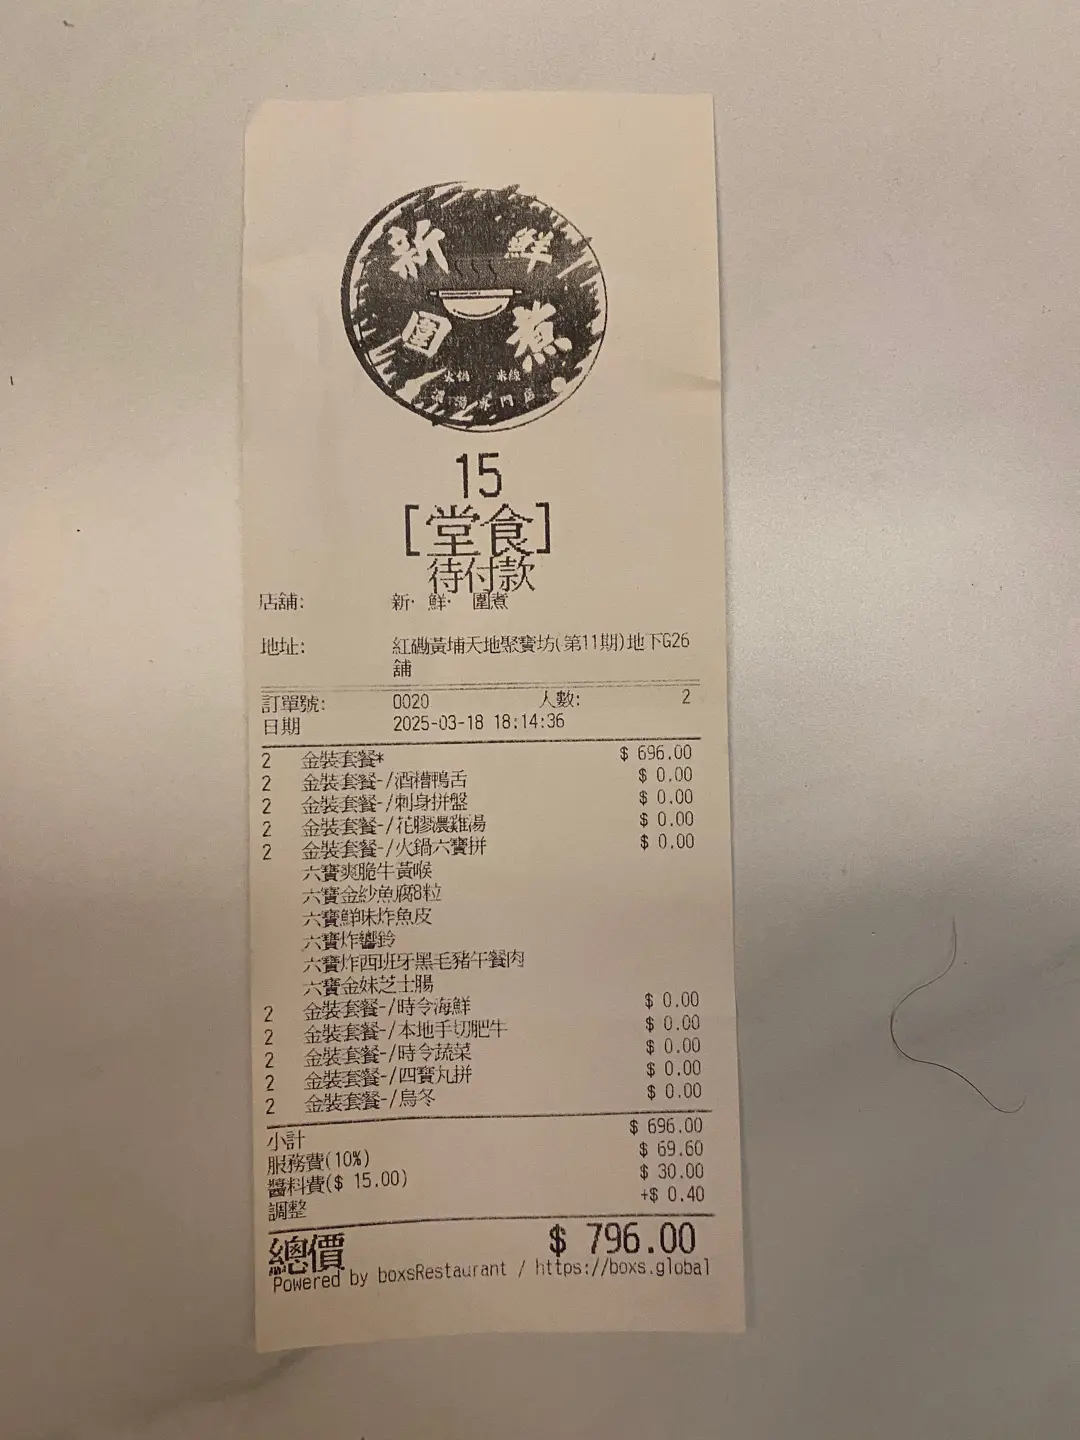 新 鮮
圍 煮
火鍋 米線
15
[堂食]
待付款
店舖: 新· 鮮· 圍煮
地址: 紅磡黃埔天地聚寶坊(第11期)地下G26
舖
訂單號: 0020 人數: 2
日期 2025-03-18 18:14:36
2 金裝套餐* $ 696.00
2 金裝套餐-/酒糟鴨舌 $ 0.00
2 金裝套餐-/刺身拼盤 $ 0.00
2 金裝套餐-/花膠濃雞湯 $ 0.00
2 金裝套餐-/火鍋六寶拼 $ 0.00
六寶爽脆牛黃喉
六寶金紗魚腐8粒
六寶鮮味炸魚皮
六寶炸響鈴
六寶炸西班牙黑毛豬午餐肉
六寶金妹芝士腸
2 金裝套餐-/時令海鮮 $ 0.00
2 金裝套餐-/本地手切肥牛 $ 0.00
2 金裝套餐-/時令蔬菜 $ 0.00
2 金裝套餐-/四寶丸拼 $ 0.00
2 金裝套餐-/烏冬 $ 0.00
小計 $ 696.00
服務費(10%) $ 69.60
醬料費($ 15.00) $ 30.00
調整 +$ 0.40
總價 $ 796.00
Powered by boxsRestaurant / https://boxs.global